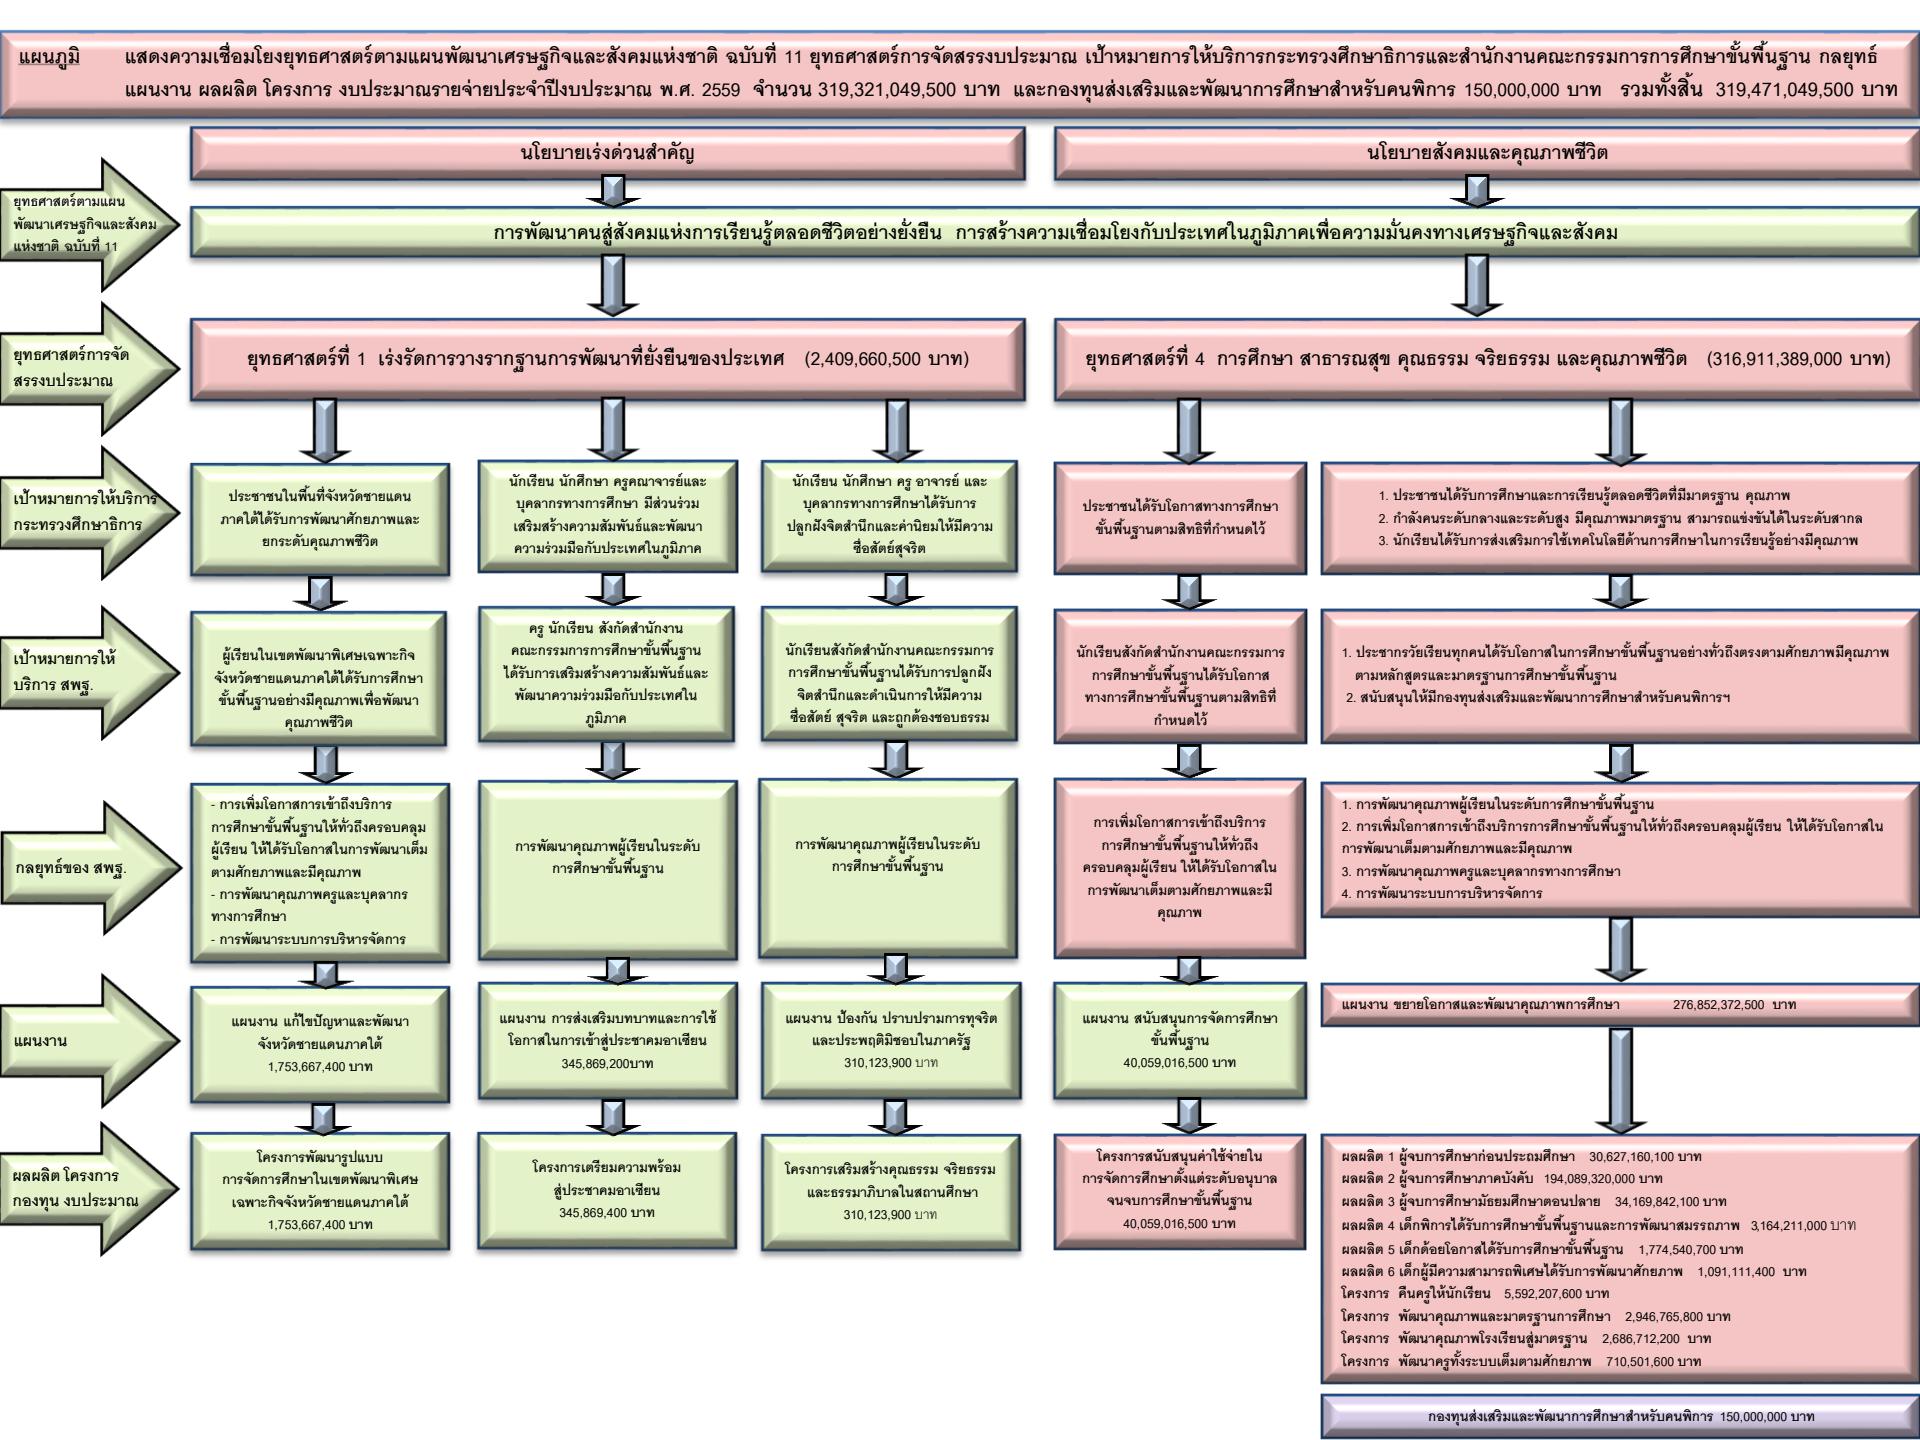 แผนภูมิ แสดงความเชื่อมโยงยุทธศาสตร์ตามแผนพัฒนาเศรษฐกิจและสังคมแห่งชาติ ฉบับที่ 11 ยุทธศาสตร์การจัดสรรงบประมาณ เป้าหมายการให้บริการกระทรวงศึกษาธิการและสำนักงานคณะกรรมการการศึกษาขั้นพื้นฐาน กลยุทธ์
แผนงาน ผลผลิต โครงการ งบประมาณรายจ่ายประจำปีงบประมาณ พ.ศ. 2559 จำนวน 319,321,049,500 บาท และกองทุนส่งเสริมและพัฒนาการศึกษาสำหรับคนพิการ 150,000,000 บาท รวมทั้งสิ้น 319,471,049,500 บาท
นโยบายเร่งด่วนสำคัญ
นโยบายสังคมและคุณภาพชีวิต
ยุทธศาสตร์ตามแผน
พัฒนาเศรษฐกิจและสังคม
แห่งชาติ ฉบับที่ 11
การพัฒนาคนสู่สังคมแห่งการเรียนรู้ตลอดชีวิตอย่างยั่งยืน การสร้างความเชื่อมโยงกับประเทศในภูมิภาคเพื่อความมั่นคงทางเศรษฐกิจและสังคม
ยุทธศาสตร์การจัด
สรรงบประมาณ
ยุทธศาสตร์ที่ 1 เร่งรัดการวางรากฐานการพัฒนาที่ยั่งยืนของประเทศ (2,409,660,500 บาท)
ยุทธศาสตร์ที่ 4 การศึกษา สาธารณสุข คุณธรรม จริยธรรม และคุณภาพชีวิต (316,911,389,000 บาท)
เป้าหมายการให้บริการ
กระทรวงศึกษาธิการ
ประชาชนในพื้นที่จังหวัดชายแดน
ภาคใต้ได้รับการพัฒนาศักยภาพและ
ยกระดับคุณภาพชีวิต
นักเรียน นักศึกษา ครูคณาจารย์และ
บุคลากรทางการศึกษา มีส่วนร่วม
เสริมสร้างความสัมพันธ์และพัฒนา
ความร่วมมือกับประเทศในภูมิภาค
นักเรียน นักศึกษา ครู อาจารย์ และ
บุคลากรทางการศึกษาได้รับการ
ปลูกฝังจิตสำนึกและค่านิยมให้มีความ
ซื่อสัตย์สุจริต
ประชาชนได้รับโอกาสทางการศึกษา
ขั้นพื้นฐานตามสิทธิที่กำหนดไว้
1. ประชาชนได้รับการศึกษาและการเรียนรู้ตลอดชีวิตที่มีมาตรฐาน คุณภาพ
2. กำลังคนระดับกลางและระดับสูง มีคุณภาพมาตรฐาน สามารถแข่งขันได้ในระดับสากล
3. นักเรียนได้รับการส่งเสริมการใช้เทคโนโลยีด้านการศึกษาในการเรียนรู้อย่างมีคุณภาพ
เป้าหมายการให้
บริการ สพฐ.
ผู้เรียนในเขตพัฒนาพิเศษเฉพาะกิจ
จังหวัดชายแดนภาคใต้ได้รับการศึกษา
ขั้นพื้นฐานอย่างมีคุณภาพเพื่อพัฒนา
คุณภาพชีวิต
ครู นักเรียน สังกัดสำนักงาน
คณะกรรมการการศึกษาขั้นพื้นฐาน
ได้รับการเสริมสร้างความสัมพันธ์และ
พัฒนาความร่วมมือกับประเทศใน
ภูมิภาค
นักเรียนสังกัดสำนักงานคณะกรรมการ
การศึกษาขั้นพื้นฐานได้รับการปลูกฝัง
จิตสำนึกและดำเนินการให้มีความ
ซื่อสัตย์ สุจริต และถูกต้องชอบธรรม
นักเรียนสังกัดสำนักงานคณะกรรมการ
การศึกษาขั้นพื้นฐานได้รับโอกาส
ทางการศึกษาขั้นพื้นฐานตามสิทธิที่
กำหนดไว้
1. ประชากรวัยเรียนทุกคนได้รับโอกาสในการศึกษาขั้นพื้นฐานอย่างทั่วถึงตรงตามศักยภาพมีคุณภาพ
ตามหลักสูตรและมาตรฐานการศึกษาขั้นพื้นฐาน
2. สนับสนุนให้มีกองทุนส่งเสริมและพัฒนาการศึกษาสำหรับคนพิการฯ
กลยุทธ์ของ สพฐ.
- การเพิ่มโอกาสการเข้าถึงบริการ
การศึกษาขั้นพื้นฐานให้ทั่วถึงครอบคลุม
ผู้เรียน ให้ได้รับโอกาสในการพัฒนาเต็ม
ตามศักยภาพและมีคุณภาพ
- การพัฒนาคุณภาพครูและบุคลากร
ทางการศึกษา
- การพัฒนาระบบการบริหารจัดการ
การพัฒนาคุณภาพผู้เรียนในระดับ
การศึกษาขั้นพื้นฐาน
การพัฒนาคุณภาพผู้เรียนในระดับ
การศึกษาขั้นพื้นฐาน
การเพิ่มโอกาสการเข้าถึงบริการ
การศึกษาขั้นพื้นฐานให้ทั่วถึง
ครอบคลุมผู้เรียน ให้ได้รับโอกาสใน
การพัฒนาเต็มตามศักยภาพและมี
คุณภาพ
1. การพัฒนาคุณภาพผู้เรียนในระดับการศึกษาขั้นพื้นฐาน
2. การเพิ่มโอกาสการเข้าถึงบริการการศึกษาขั้นพื้นฐานให้ทั่วถึงครอบคลุมผู้เรียน ให้ได้รับโอกาสใน
การพัฒนาเต็มตามศักยภาพและมีคุณภาพ
3. การพัฒนาคุณภาพครูและบุคลากรทางการศึกษา
4. การพัฒนาระบบการบริหารจัดการ
แผนงาน
แผนงาน แก้ไขปัญหาและพัฒนา
จังหวัดชายแดนภาคใต้
1,753,667,400 บาท
แผนงาน การส่งเสริมบทบาทและการใช้
โอกาสในการเข้าสู่ประชาคมอาเซียน
345,869,200บาท
แผนงาน ป้องกัน ปราบปรามการทุจริต
และประพฤติมิชอบในภาครัฐ
310,123,900 บาท
แผนงาน สนับสนุนการจัดการศึกษา
ขั้นพื้นฐาน
40,059,016,500 บาท
แผนงาน ขยายโอกาสและพัฒนาคุณภาพการศึกษา 276,852,372,500 บาท
ผลผลิต โครงการ
กองทุน งบประมาณ
โครงการพัฒนารูปแบบ
การจัดการศึกษาในเขตพัฒนาพิเศษ
เฉพาะกิจจังหวัดชายแดนภาคใต้
1,753,667,400 บาท
โครงการเตรียมความพร้อม
สู่ประชาคมอาเซียน
345,869,400 บาท
โครงการเสริมสร้างคุณธรรม จริยธรรม
และธรรมาภิบาลในสถานศึกษา
310,123,900 บาท
โครงการสนับสนุนค่าใช้จ่ายใน
การจัดการศึกษาตั้งแต่ระดับอนุบาล
จนจบการศึกษาขั้นพื้นฐาน
40,059,016,500 บาท
ผลผลิต 1 ผู้จบการศึกษาก่อนประถมศึกษา 30,627,160,100 บาท
ผลผลิต 2 ผู้จบการศึกษาภาคบังคับ 194,089,320,000 บาท
ผลผลิต 3 ผู้จบการศึกษามัธยมศึกษาตอนปลาย 34,169,842,100 บาท
ผลผลิต 4 เด็กพิการได้รับการศึกษาขั้นพื้นฐานและการพัฒนาสมรรถภาพ 3,164,211,000 บาท
ผลผลิต 5 เด็กด้อยโอกาสได้รับการศึกษาขั้นพื้นฐาน 1,774,540,700 บาท
ผลผลิต 6 เด็กผู้มีความสามารถพิเศษได้รับการพัฒนาศักยภาพ 1,091,111,400 บาท
โครงการ คืนครูให้นักเรียน 5,592,207,600 บาท
โครงการ พัฒนาคุณภาพและมาตรฐานการศึกษา 2,946,765,800 บาท
โครงการ พัฒนาคุณภาพโรงเรียนสู่มาตรฐาน 2,686,712,200 บาท
โครงการ พัฒนาครูทั้งระบบเต็มตามศักยภาพ 710,501,600 บาท
กองทุนส่งเสริมและพัฒนาการศึกษาสำหรับคนพิการ 150,000,000 บาท